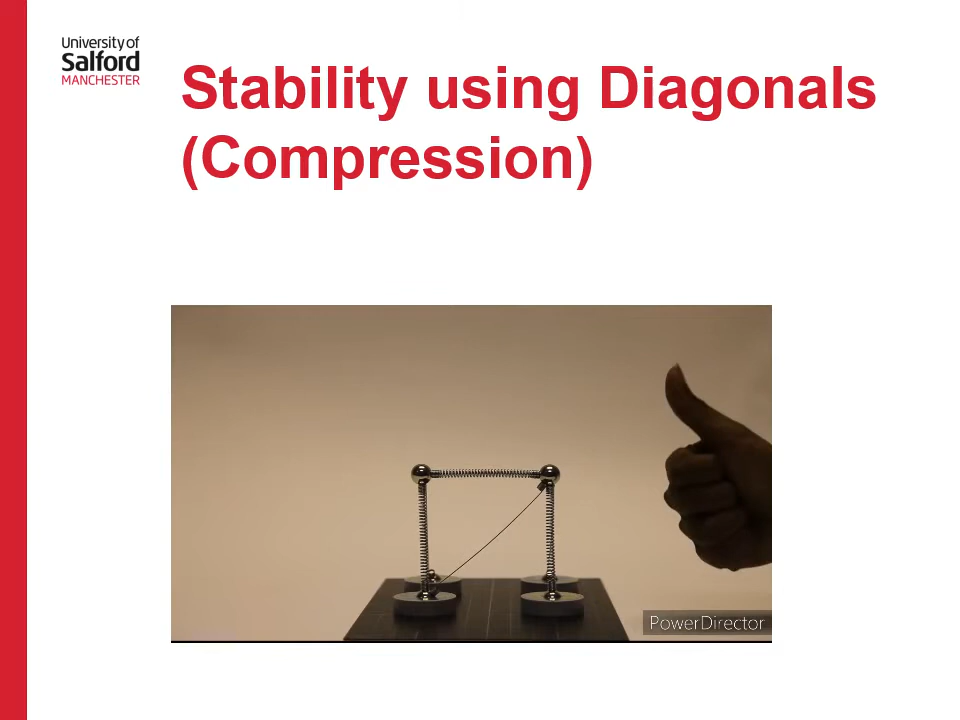 University of
Salford
MANCHESTER
Stability using Diagonals
(Compression)
PowerDirector